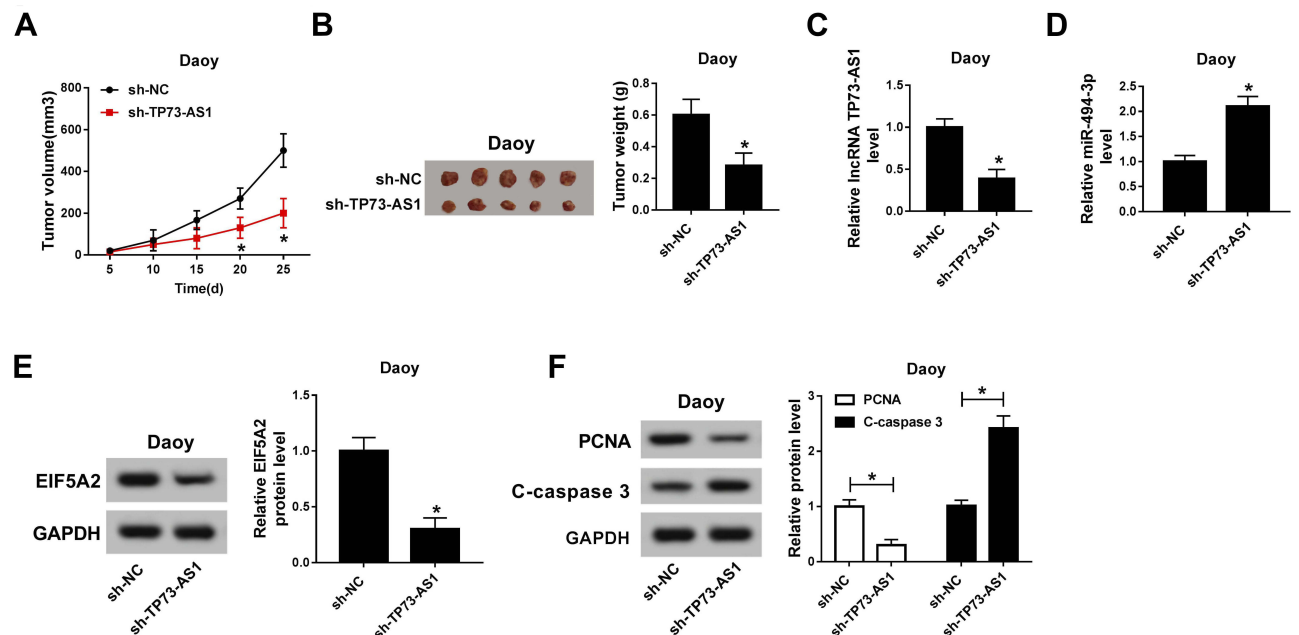 A
Daoy
sh-NC
sh-TP73-AS1
Tumor volume(mm3)
800
600
400
200
0
5 10 15 20 25
* *
Time(d)
B
Daoy
sh-NC
sh-TP73-AS1
Daoy
Tumor weight (g)
0.8
0.6
0.4
0.2
0.0
*
sh-NC
sh-TP73-AS1
C
Daoy
Relative lncRNA TP73-AS1
level
1.5
1.0
0.5
0.0
*
sh-NC
sh-TP73-AS1
D
Daoy
Relative miR-494-3p
level
2.5
2.0
1.5
1.0
0.5
0.0
*
sh-NC
sh-TP73-AS1
E
Daoy
EIF5A2
GAPDH
sh-NC
sh-TP73-AS1
Daoy
Relative EIF5A2
protein level
1.5
1.0
0.5
0.0
*
sh-NC
sh-TP73-AS1
F
Daoy
PCNA
C-caspase 3
GAPDH
sh-NC
sh-TP73-AS1
Daoy
PCNA
C-caspase 3
Relative protein level
3
2
1
0
*
*
sh-NC
sh-TP73-AS1
sh-NC
sh-TP73-AS1